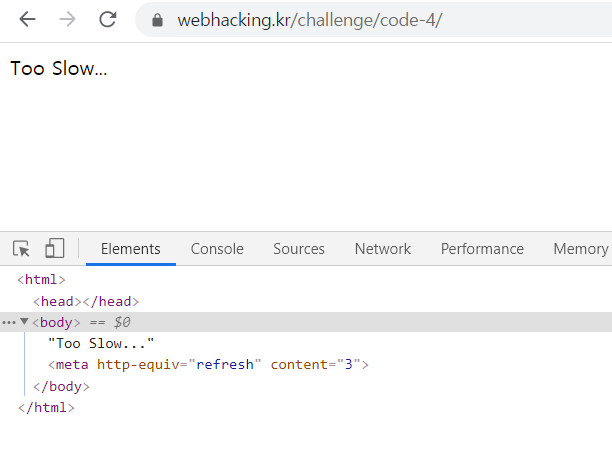 webhacking.kr/challenge/code-4/
Too Slow...
Elements Console Sources Network Performance Memory
<html>
<head></head>
... ▼<body> == $0
"Too Slow..."
<meta http-equiv="refresh" content="3">
</body>
</html>